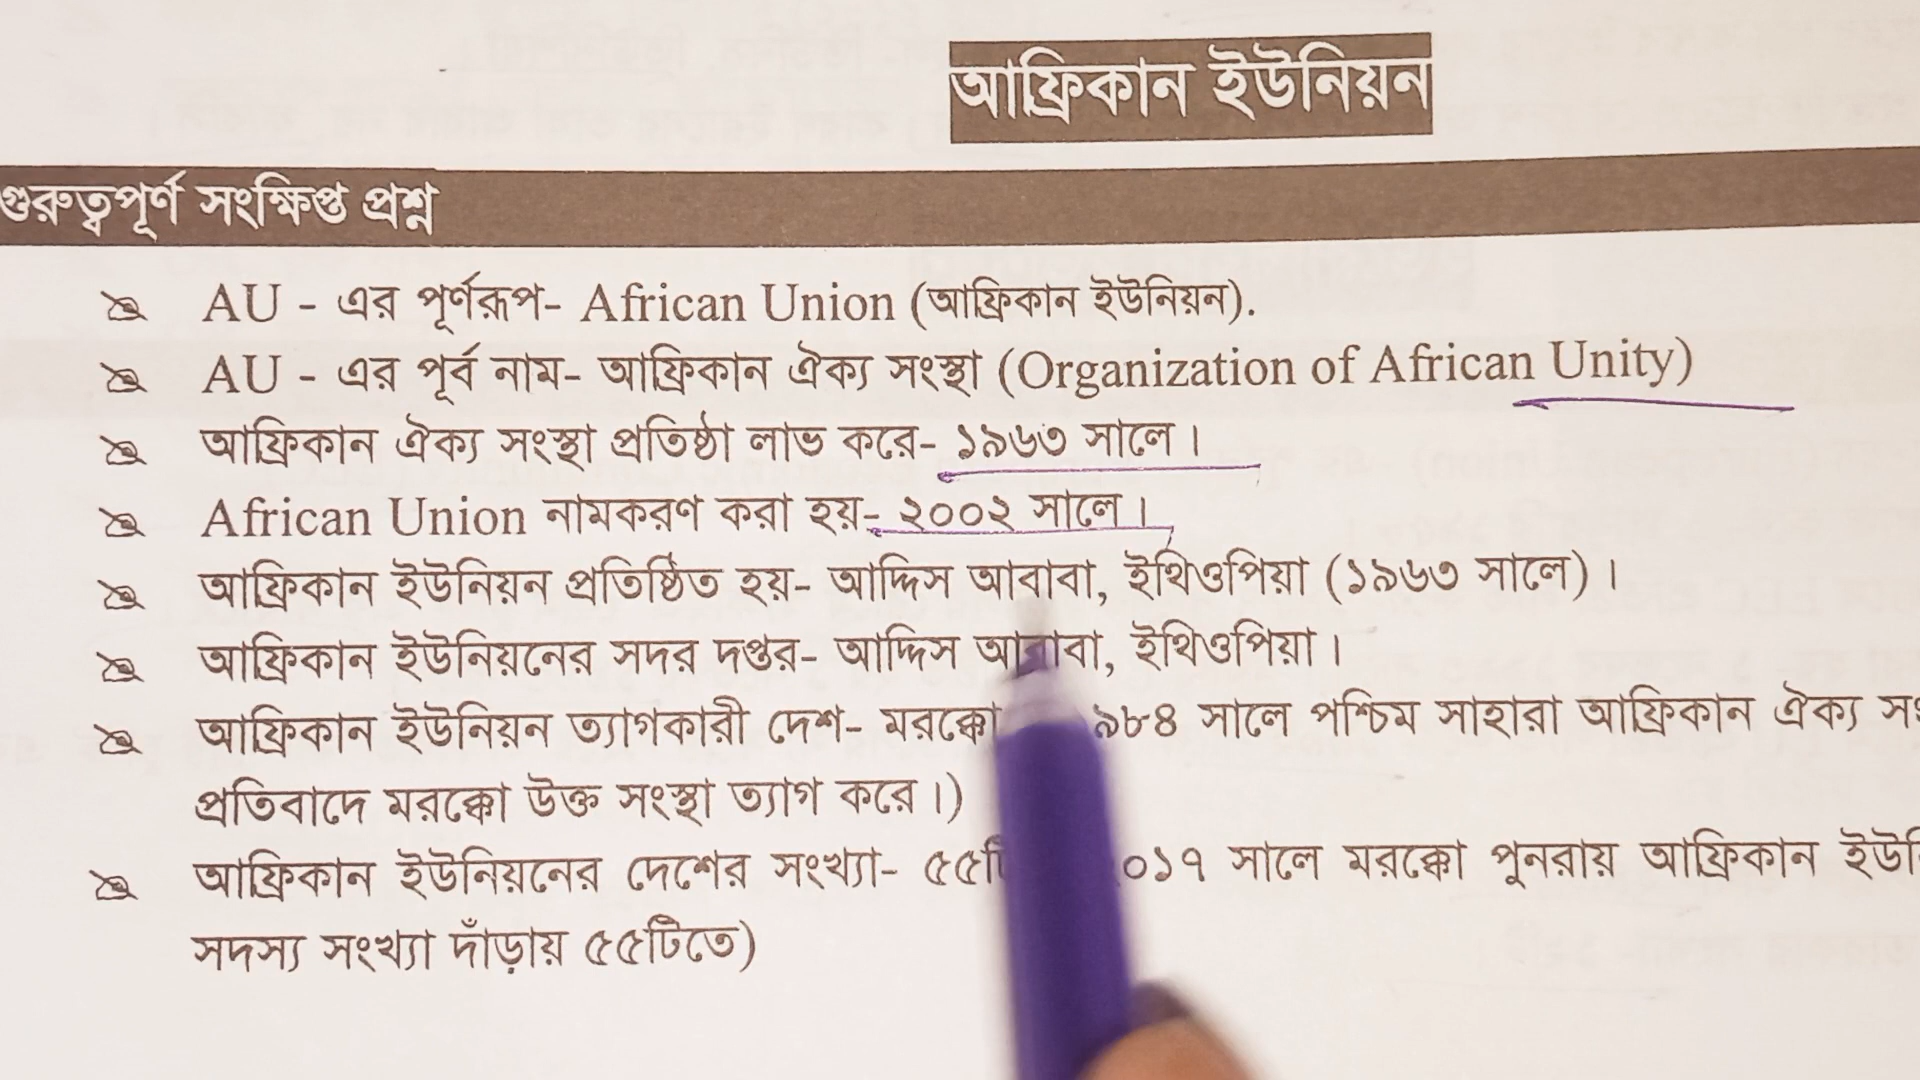 আফ্রিকান ইউনিয়ন
গুরুত্বপূর্ণ সংক্ষিপ্ত প্রশ্ন
AU - এর পূর্ণরূপ- African Union (আফ্রিকান ইউনিয়ন).
AU - এর পূর্ব নাম- আফ্রিকান ঐক্য সংস্থা (Organization of African Unity)
আফ্রিকান ঐক্য সংস্থা প্রতিষ্ঠা লাভ করে- ১৯৬৩ সালে।
African Union নামকরণ করা হয়- ২০০২ সালে।
আফ্রিকান ইউনিয়ন প্রতিষ্ঠিত হয়- আদ্দিস আবাবা, ইথিওপিয়া (১৯৬৩ সালে)।
আফ্রিকান ইউনিয়নের সদর দপ্তর- আদ্দিস আবাবা, ইথিওপিয়া।
আফ্রিকান ইউনিয়ন ত্যাগকারী দেশ- মরক্কো ৯৮৪ সালে পশ্চিম সাহারা আফ্রিকান ঐক্য
প্রতিবাদে মরক্কো উক্ত সংস্থা ত্যাগ করে।)
আফ্রিকান ইউনিয়নের দেশের সংখ্যা- ৫৫টি ০১৭ সালে মরক্কো পুনরায় আফ্রিকান
সদস্য সংখ্যা দাঁড়ায় ৫৫টিতে)